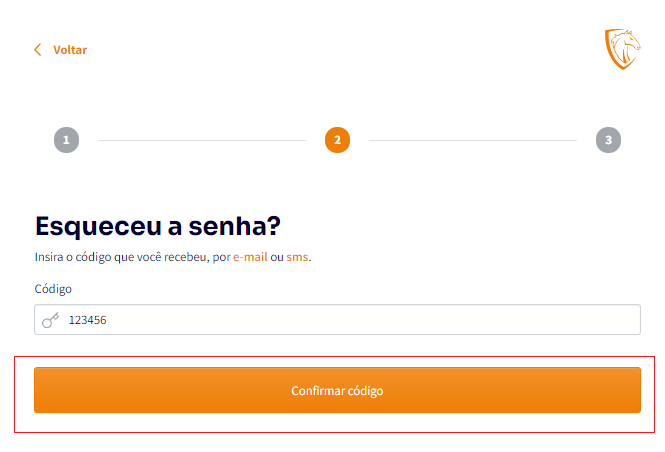 Voltar
1 2 3
Esqueceu a senha?
Insira o código que você recebeu, por e-mail ou sms.
Código
123456
Confirmar código